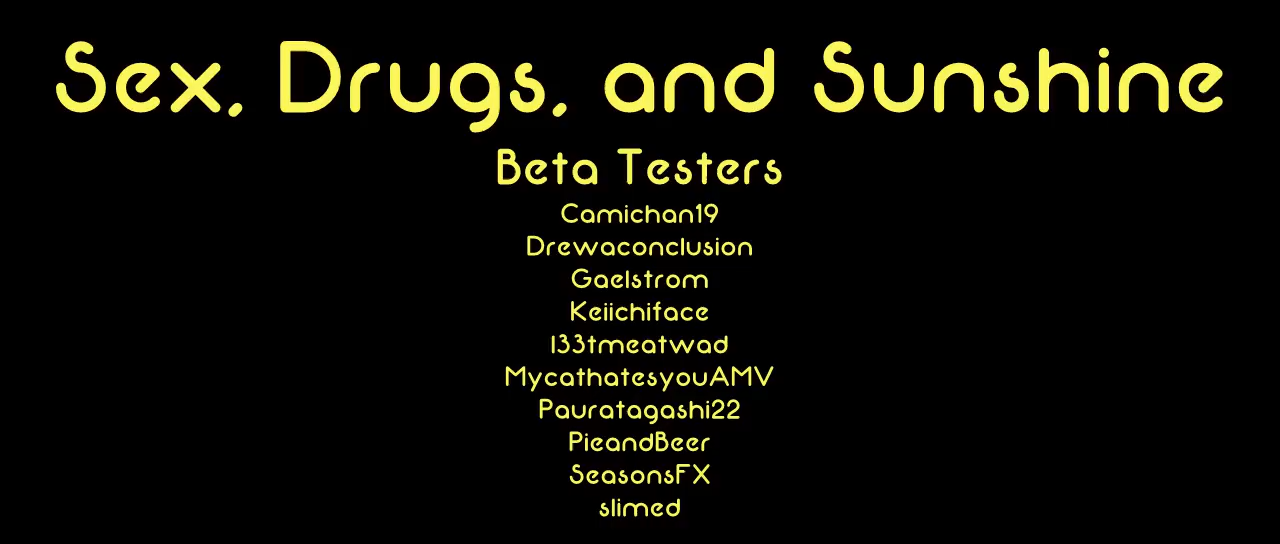 Sex, Drugs, and Sunshine
Beta Testers
Camichan19
Drewaconclusion
Gaelstrom
Keiichiface
l33tmeatwad
MycathatesyouAMV
Pauratagashi22
PieandBeer
SeasonsFX
slimed